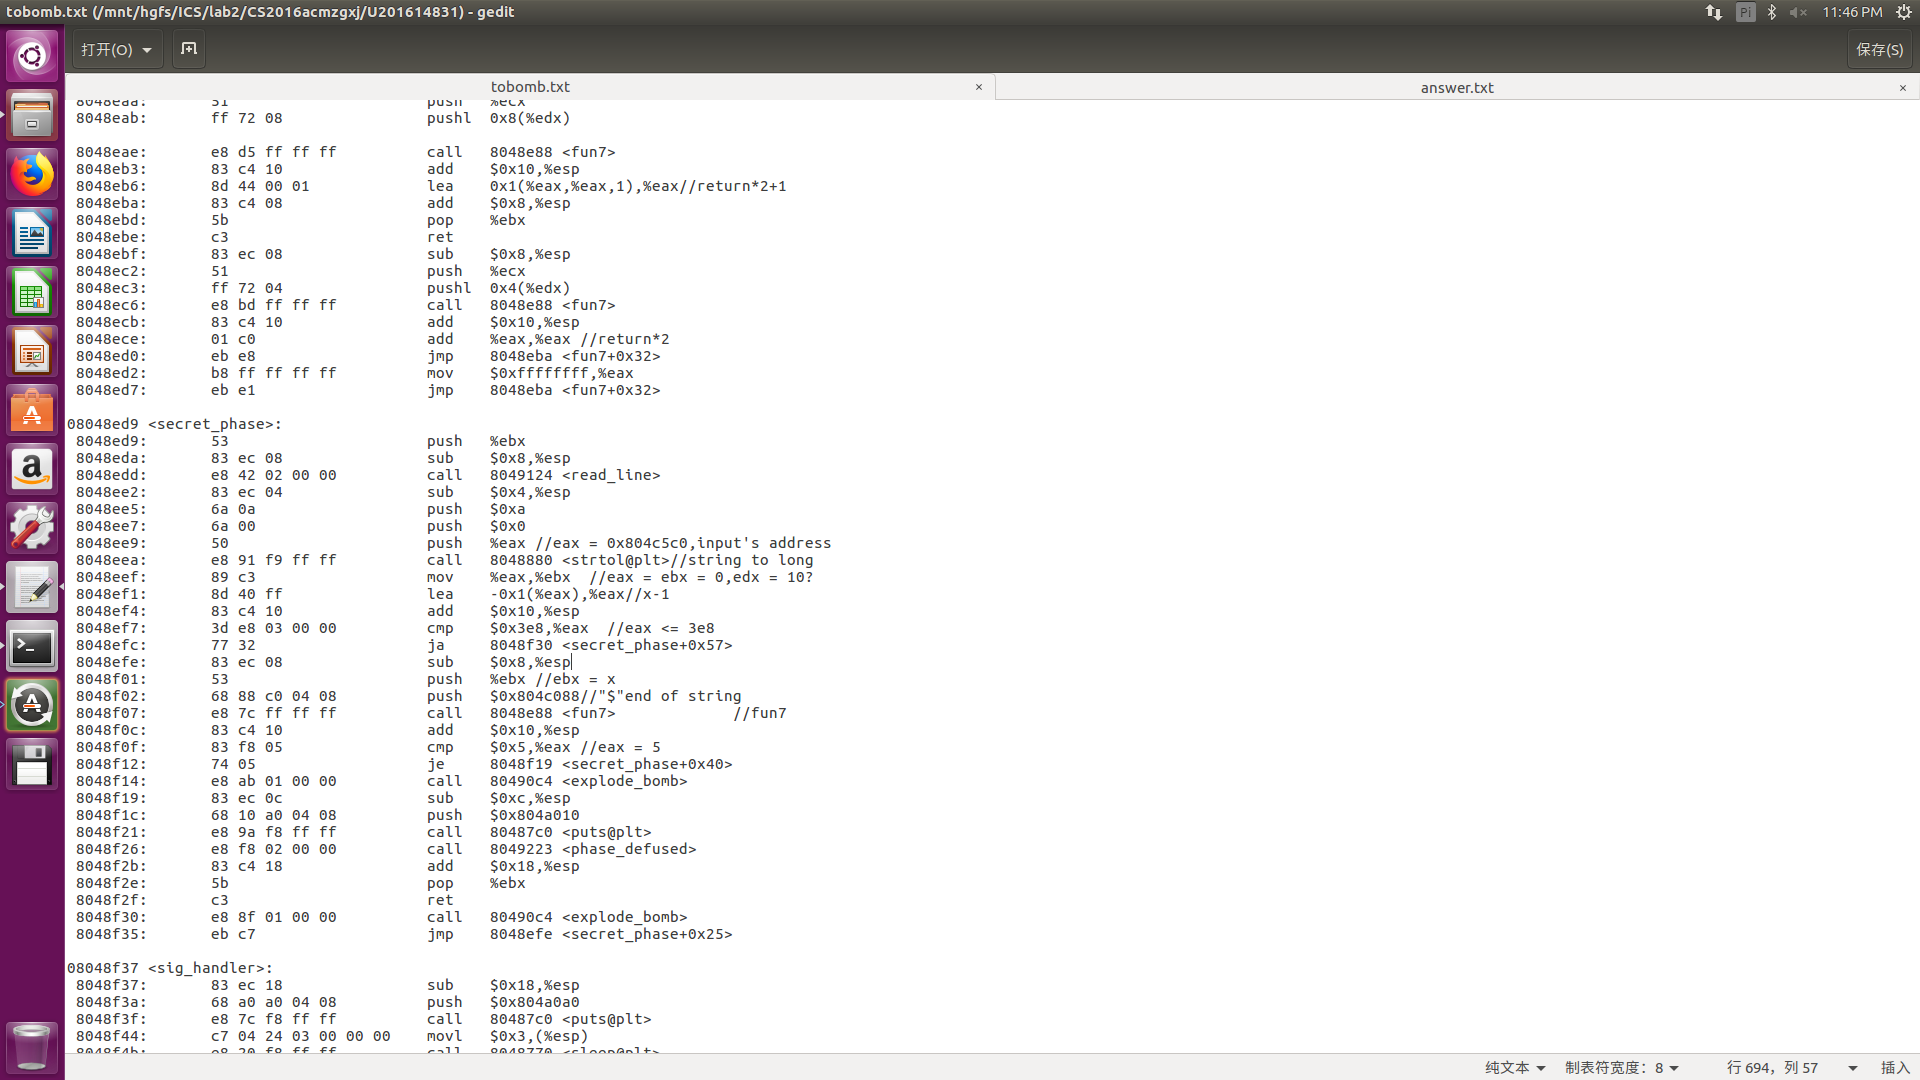 tobomb.txt (/mnt/hgfs/ICS/lab2/CS2016acmzgxj/U201614831) - gedit
Pi
11:46 PM
打开(O)
保存(S)
tobomb.txt ×
answer.txt ×
8048eaa: 51 push %ecx
8048eab: ff 72 08 pushl 0x8(%edx)
8048eae: e8 d5 ff ff ff call 8048e88 <fun7>
8048eb3: 83 c4 10 add $0x10,%esp
8048eb6: 8d 44 00 01 lea 0x1(%eax,%eax,1),%eax//return*2+1
8048eba: 83 c4 08 add $0x8,%esp
8048ebd: 5b pop %ebx
8048ebe: c3 ret
8048ebf: 83 ec 08 sub $0x8,%esp
8048ec2: 51 push %ecx
8048ec3: ff 72 04 pushl 0x4(%edx)
8048ec6: e8 bd ff ff ff call 8048e88 <fun7>
8048ecb: 83 c4 10 add $0x10,%esp
8048ece: 01 c0 add %eax,%eax //return*2
8048ed0: eb e8 jmp 8048eba <fun7+0x32>
8048ed2: b8 ff ff ff ff mov $0xffffffff,%eax
8048ed7: eb e1 jmp 8048eba <fun7+0x32>
08048ed9 <secret_phase>:
8048ed9: 53 push %ebx
8048eda: 83 ec 08 sub $0x8,%esp
8048edd: e8 42 02 00 00 call 8049124 <read_line>
8048ee2: 83 ec 04 sub $0x4,%esp
8048ee5: 6a 0a push $0xa
8048ee7: 6a 00 push $0x0
8048ee9: 50 push %eax //eax = 0x804c5c0,input's address
8048eea: e8 91 f9 ff ff call 8048880 <strtol@plt>//string to long
8048eef: 89 c3 mov %eax,%ebx //eax = ebx = 0,edx = 10?
8048ef1: 8d 40 ff lea -0x1(%eax),%eax//x-1
8048ef4: 83 c4 10 add $0x10,%esp
8048ef7: 3d e8 03 00 00 cmp $0x3e8,%eax //eax <= 3e8
8048efc: 77 32 ja 8048f30 <secret_phase+0x57>
8048efe: 83 ec 08 sub $0x8,%esp
8048f01: 53 push %ebx //ebx = x
8048f02: 68 88 c0 04 08 push $0x804c088//"$"end of string
8048f07: e8 7c ff ff ff call 8048e88 <fun7> //fun7
8048f0c: 83 c4 10 add $0x10,%esp
8048f0f: 83 f8 05 cmp $0x5,%eax //eax = 5
8048f12: 74 05 je 8048f19 <secret_phase+0x40>
8048f14: e8 ab 01 00 00 call 80490c4 <explode_bomb>
8048f19: 83 ec 0c sub $0xc,%esp
8048f1c: 68 10 a0 04 08 push $0x804a010
8048f21: e8 9a f8 ff ff call 80487c0 <puts@plt>
8048f26: e8 f8 02 00 00 call 8049223 <phase_defused>
8048f2b: 83 c4 18 add $0x18,%esp
8048f2e: 5b pop %ebx
8048f2f: c3 ret
8048f30: e8 8f 01 00 00 call 80490c4 <explode_bomb>
8048f35: eb c7 jmp 8048efe <secret_phase+0x25>
08048f37 <sig_handler>:
8048f37: 83 ec 18 sub $0x18,%esp
8048f3a: 68 a0 a0 04 08 push $0x804a0a0
8048f3f: e8 7c f8 ff ff call 80487c0 <puts@plt>
8048f44: c7 04 24 03 00 00 00 movl $0x3,(%esp)
8048f4b: e8 20 f8 ff ff call 8048770 <sleep@plt>
纯文本 制表符宽度：8 行 694，列 57 插入